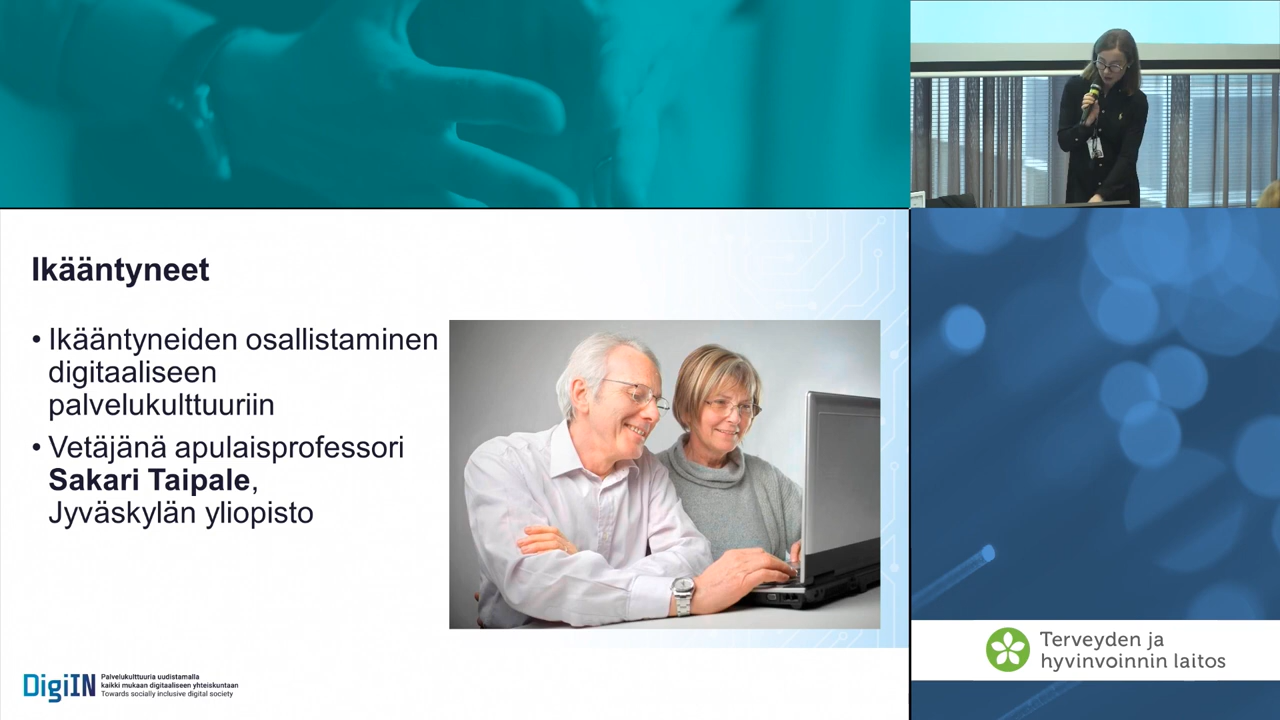 Ikääntyneet
• Ikääntyneiden osallistaminen
digitaaliseen
palvelukulttuuriin
• Vetäjänä apulaisprofessori
Sakari Taipale,
Jyväskylän yliopisto
DigiIN
Palvelukulttuuria uudistamalla
kaikki mukaan digitaaliseen yhteiskuntaan
Towards socially inclusive digital society
Terveyden ja
hyvinvoinnin laitos